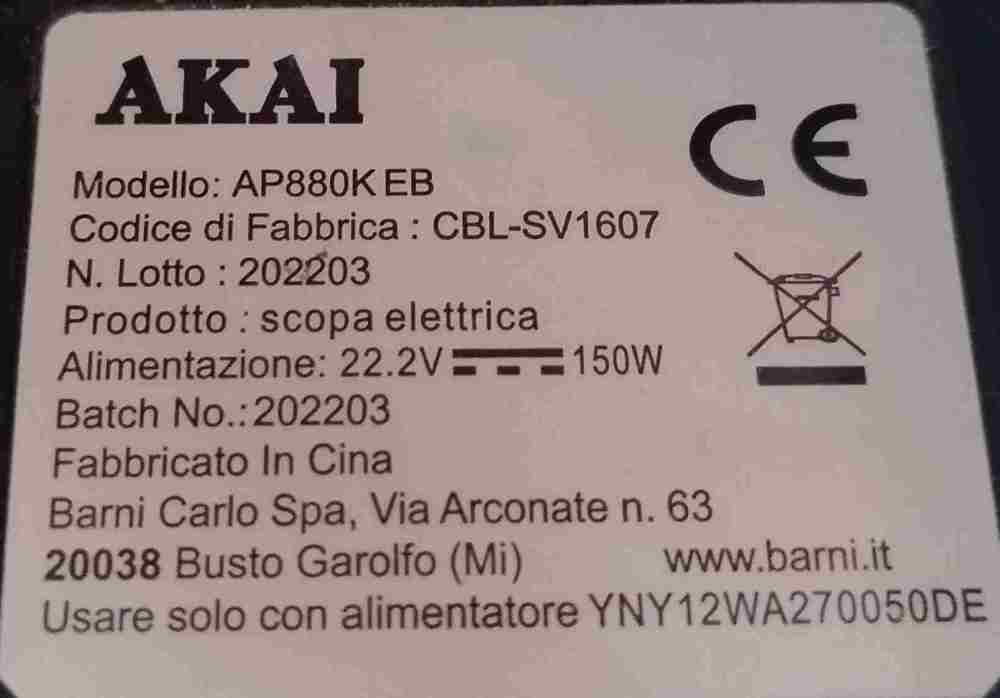 AKAI
CE
Modello: AP880K EB
Codice di Fabbrica : CBL-SV1607
N. Lotto : 202203
Prodotto : scopa elettrica
Alimentazione: 22.2V ⎓ 150W
Batch No.:202203
Fabbricato In Cina
Barni Carlo Spa, Via Arconate n. 63
20038 Busto Garolfo (Mi) www.barni.it
Usare solo con alimentatore YNY12WA270050DE